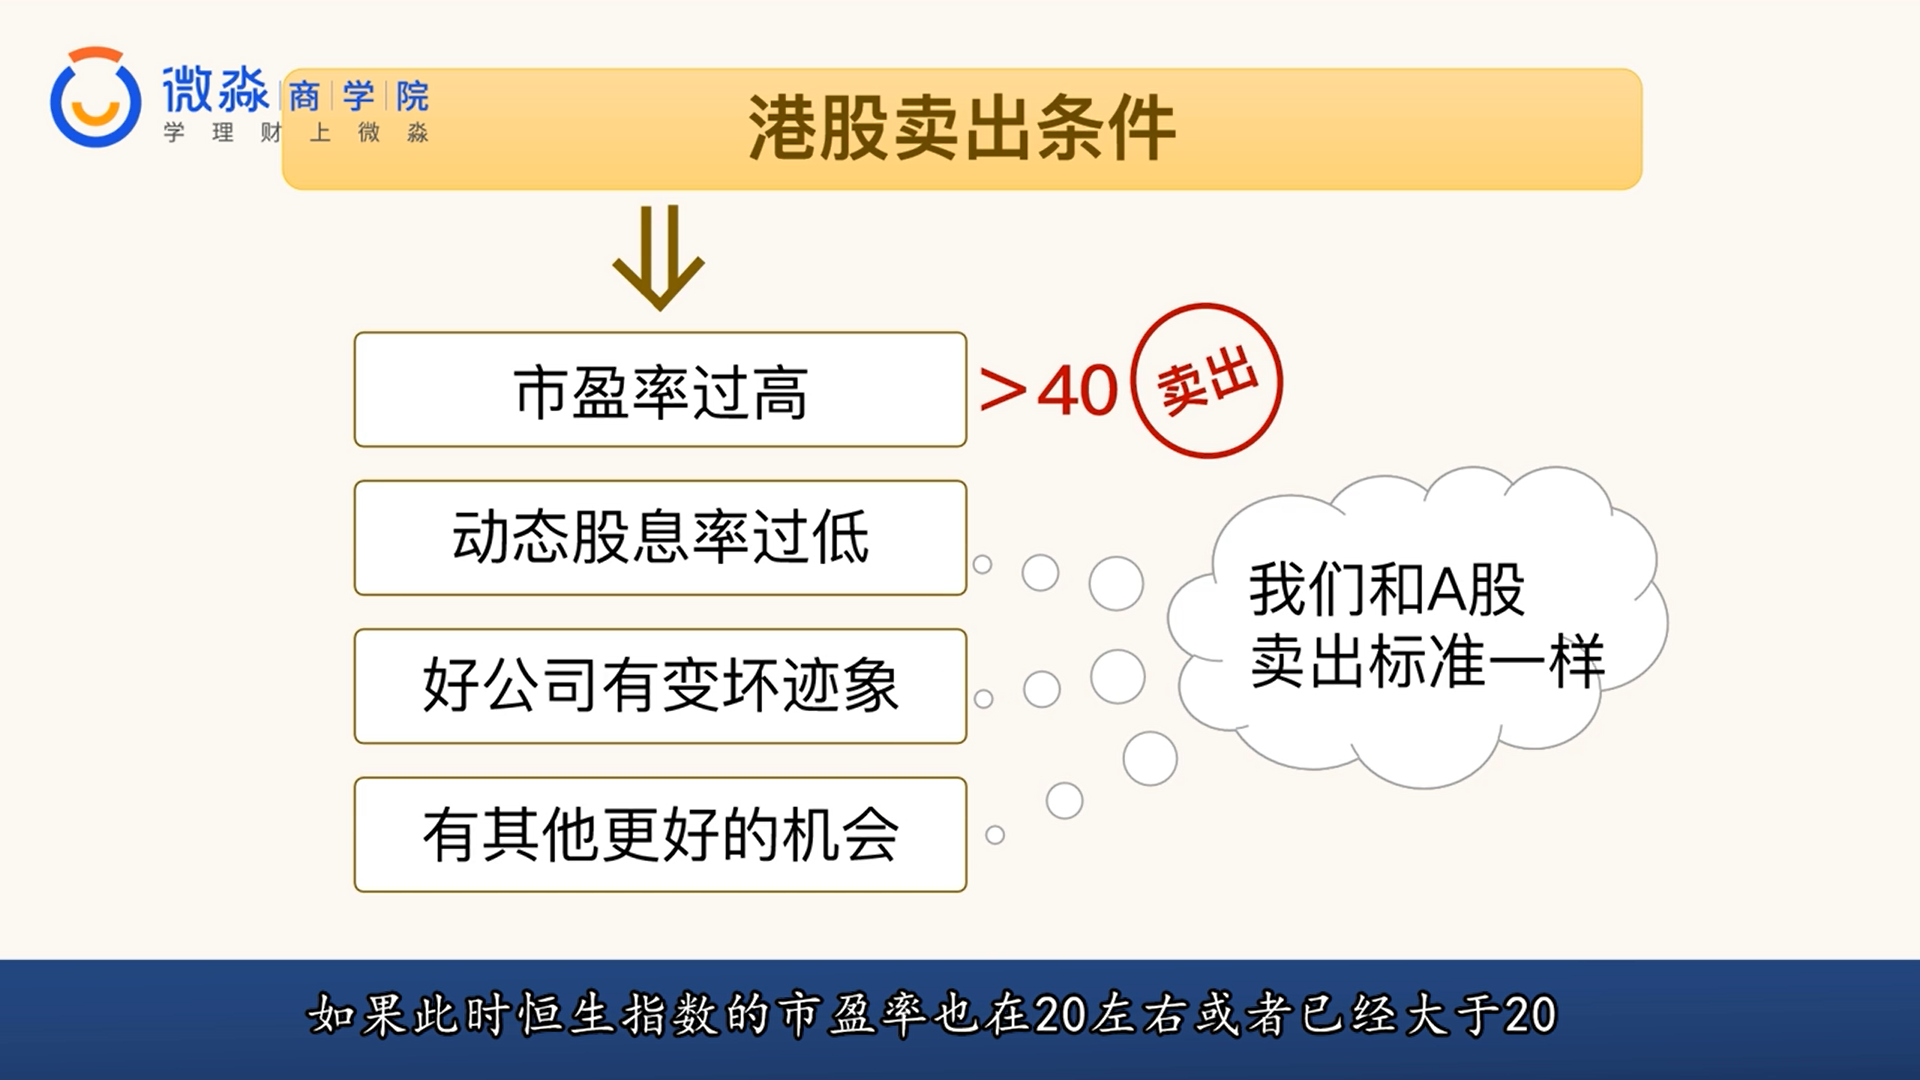 微淼商学院
学理财上微淼
港股卖出条件
市盈率过高
>40
卖出
动态股息率过低
我们和A股
卖出标准一样
好公司有变坏迹象
有其他更好的机会
如果此时恒生指数的市盈率也在20左右或者已经大于20